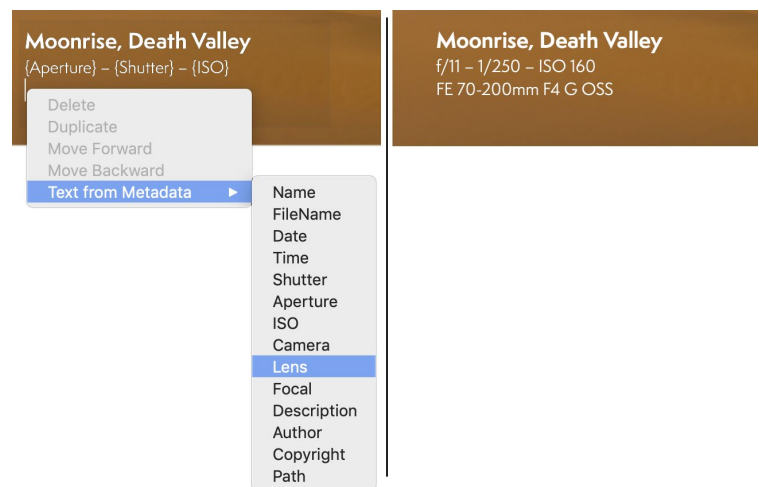 Moonrise, Death Valley
{Aperture} – {Shutter} – {ISO}
Delete
Duplicate
Move Forward
Move Backward
Text from Metadata
Name
FileName
Date
Time
Shutter
Aperture
ISO
Camera
Lens
Focal
Description
Author
Copyright
Path
Moonrise, Death Valley
f/11 – 1/250 – ISO 160
FE 70-200mm F4 G OSS